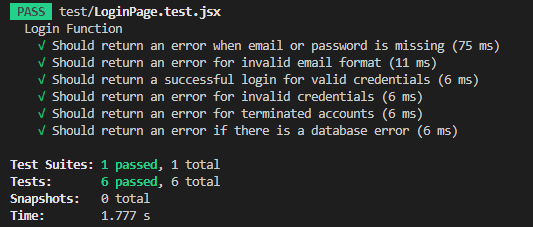 PASS test/LoginPage.test.jsx
Login Function
√ Should return an error when email or password is missing (75 ms)
√ Should return an error for invalid email format (11 ms)
√ Should return a successful login for valid credentials (6 ms)
√ Should return an error for invalid credentials (6 ms)
√ Should return an error for terminated accounts (6 ms)
√ Should return an error if there is a database error (6 ms)
Test Suites: 1 passed, 1 total
Tests: 6 passed, 6 total
Snapshots: 0 total
Time: 1.777 s